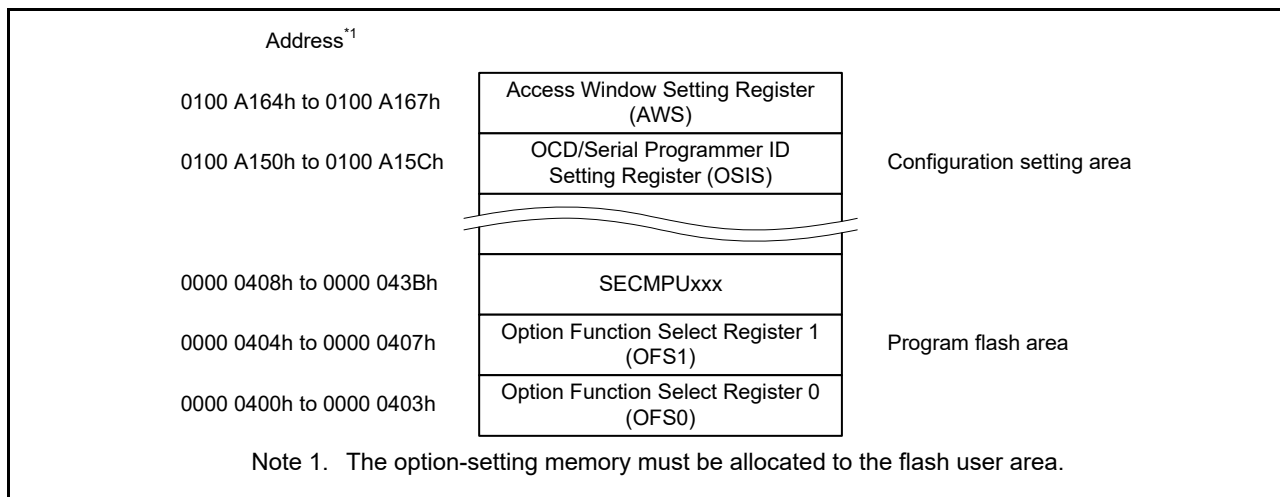 Address*1
0100 A164h to 0100 A167h
Access Window Setting Register
(AWS)
0100 A150h to 0100 A15Ch
OCD/Serial Programmer ID
Setting Register (OSIS)
Configuration setting area
0000 0408h to 0000 043Bh
SECMPUxxx
0000 0404h to 0000 0407h
Option Function Select Register 1
(OFS1)
Program flash area
0000 0400h to 0000 0403h
Option Function Select Register 0
(OFS0)
Note 1. The option-setting memory must be allocated to the flash user area.